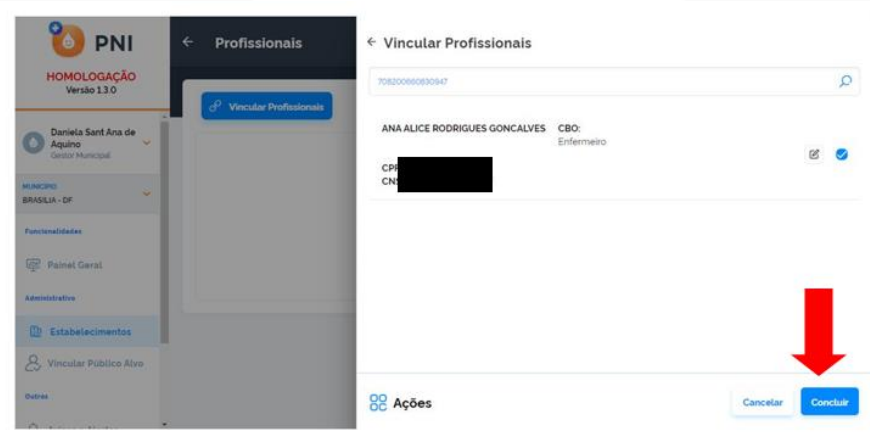 PNI
HOMOLOGAÇÃO
Versão 1.3.0
Daniela Sant Ana de
Aquino
Gestor Municipal
MUNICÍPIO
BRASÍLIA - DF
Funcionalidades
Painel Geral
Administrativo
Estabelecimentos
Vincular Público Alvo
Outros
Profissionais
Vincular Profissionais
Vincular Profissionais
708200660830947
ANA ALICE RODRIGUES GONCALVES
CBO:
Enfermeiro
CPF
CNS
Ações
Cancelar
Concluir